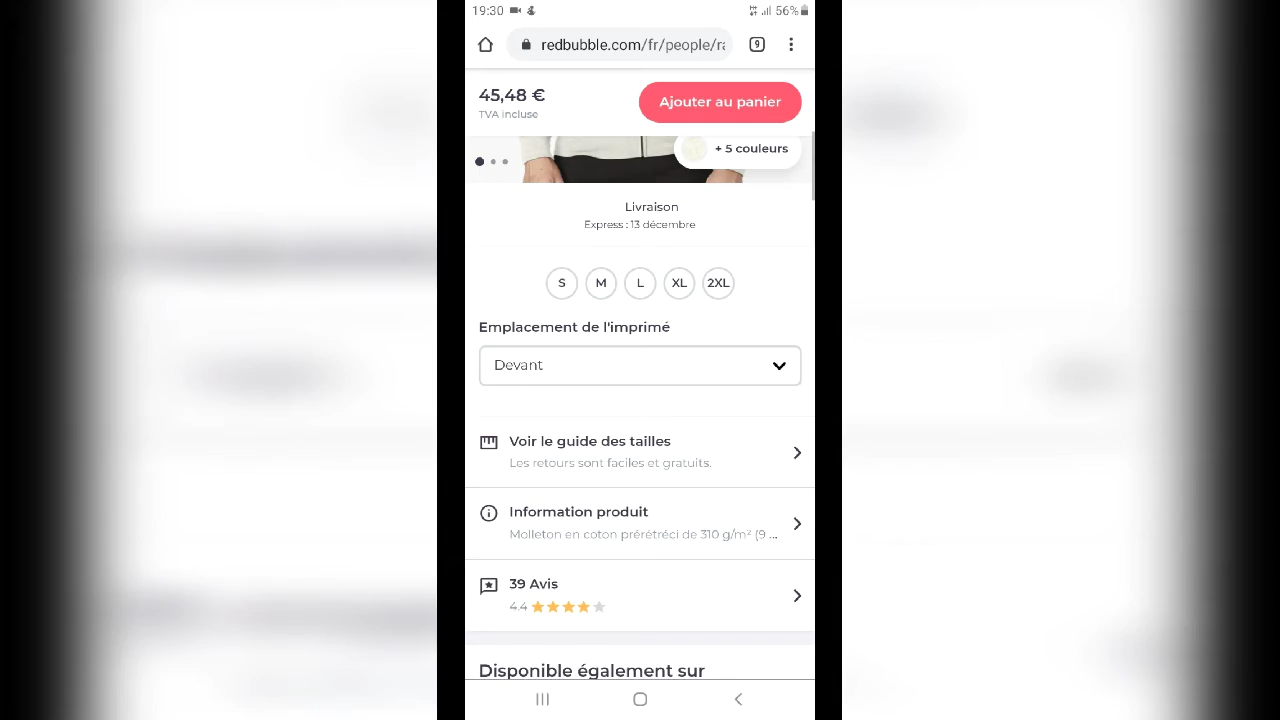 19:30 56%
redbubble.com/fr/people/ra 9
45,48 €
Ajouter au panier
TVA incluse
+ 5 couleurs
Livraison
Express : 13 décembre
S M L XL 2XL
Emplacement de l'imprimé
Devant
Voir le guide des tailles
Les retours sont faciles et gratuits.
Information produit
Molleton en coton prérétréci de 310 g/m² (9 ...
39 Avis
4.4
Disponible également sur